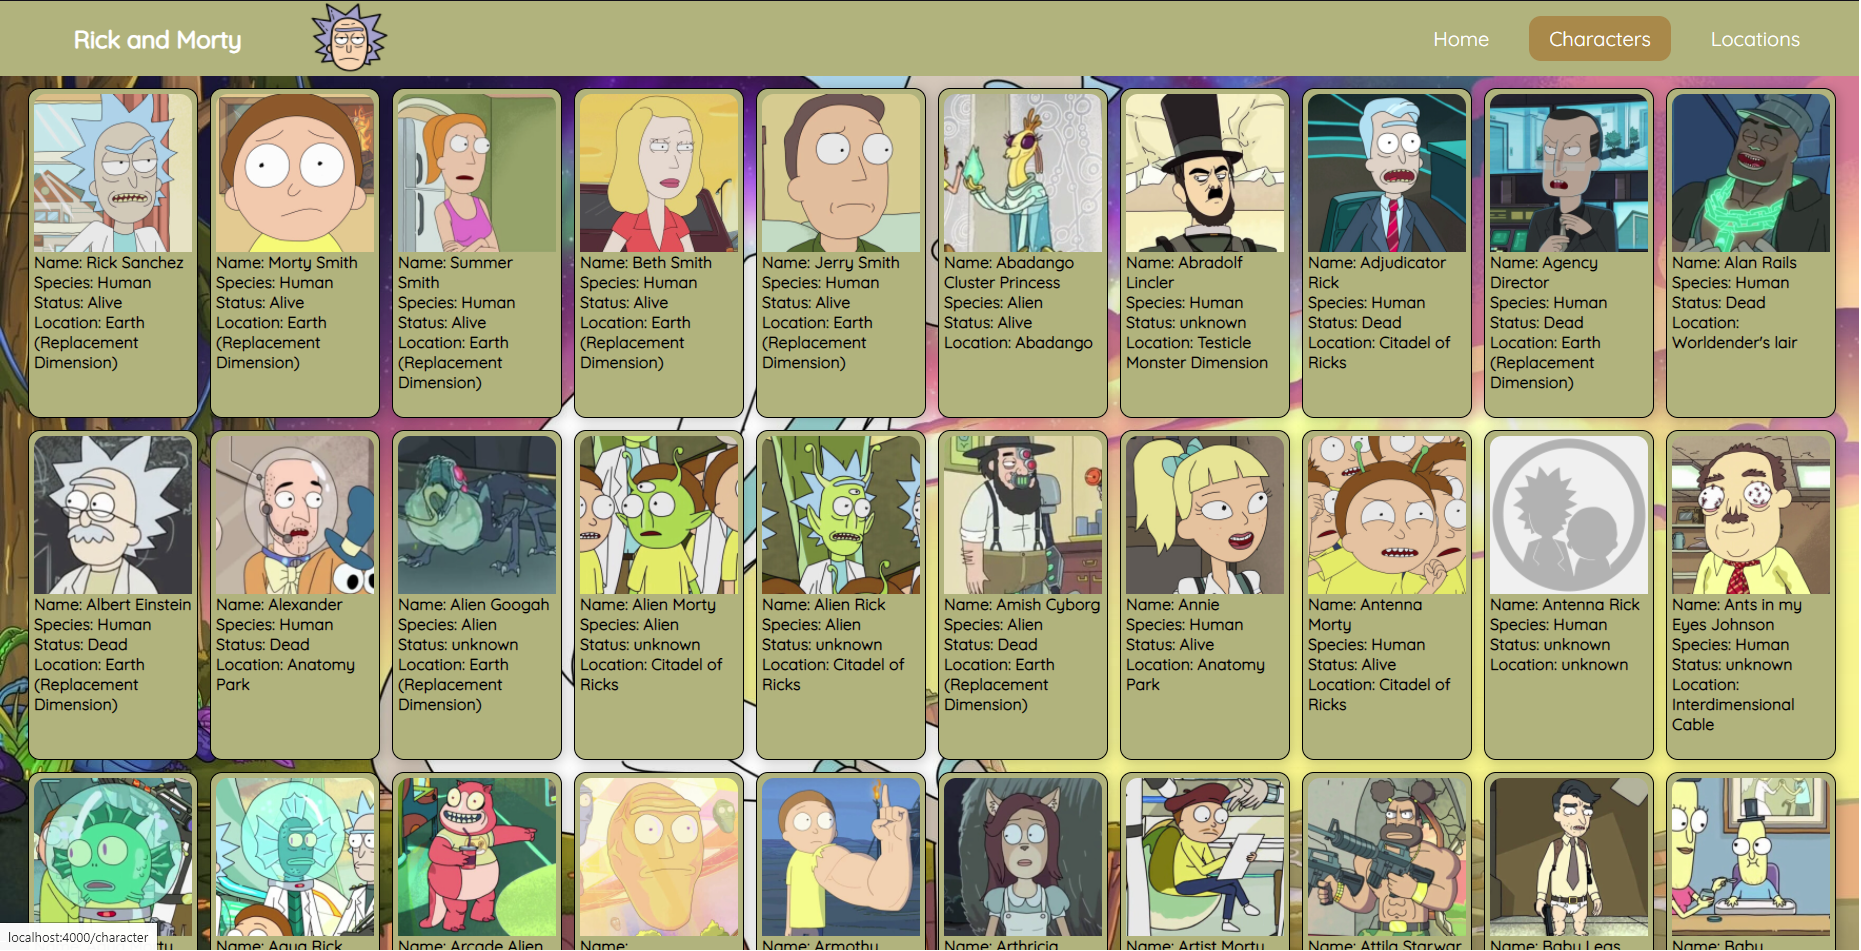 Rick and Morty
Home
Characters
Locations
Name: Rick Sanchez
Species: Human
Status: Alive
Location: Earth
(Replacement
Dimension)
Name: Morty Smith
Species: Human
Status: Alive
Location: Earth
(Replacement
Dimension)
Name: Summer
Smith
Species: Human
Status: Alive
Location: Earth
(Replacement
Dimension)
Name: Beth Smith
Species: Human
Status: Alive
Location: Earth
(Replacement
Dimension)
Name: Jerry Smith
Species: Human
Status: Alive
Location: Earth
(Replacement
Dimension)
Name: Abadango
Cluster Princess
Species: Alien
Status: Alive
Location: Abadango
Name: Abradolf
Lincler
Species: Human
Status: unknown
Location: Testicle
Monster Dimension
Name: Adjudicator
Rick
Species: Human
Status: Dead
Location: Citadel of
Ricks
Name: Agency
Director
Species: Human
Status: Dead
Location: Earth
(Replacement
Dimension)
Name: Alan Rails
Species: Human
Status: Dead
Location:
Worldender's lair
Name: Albert Einstein
Species: Human
Status: Dead
Location: Earth
(Replacement
Dimension)
Name: Alexander
Species: Human
Status: Dead
Location: Anatomy
Park
Name: Alien Googah
Species: Alien
Status: unknown
Location: Earth
(Replacement
Dimension)
Name: Alien Morty
Species: Alien
Status: unknown
Location: Citadel of
Ricks
Name: Alien Rick
Species: Alien
Status: unknown
Location: Citadel of
Ricks
Name: Amish Cyborg
Species: Alien
Status: Dead
Location: Earth
(Replacement
Dimension)
Name: Annie
Species: Human
Status: Alive
Location: Anatomy
Park
Name: Antenna
Morty
Species: Human
Status: Alive
Location: Citadel of
Ricks
Name: Antenna Rick
Species: Human
Status: unknown
Location: unknown
Name: Ants in my
Eyes Johnson
Species: Human
Status: unknown
Location:
Interdimensional
Cable
Name: Aqua Rick
Name: Arcade Alien
Name:
Name: Armothy
Name: Arthricia
Name: Artist Morty
Name: Attila Starwar
Name: Baby Legs
Name: Baby
localhost:4000/character